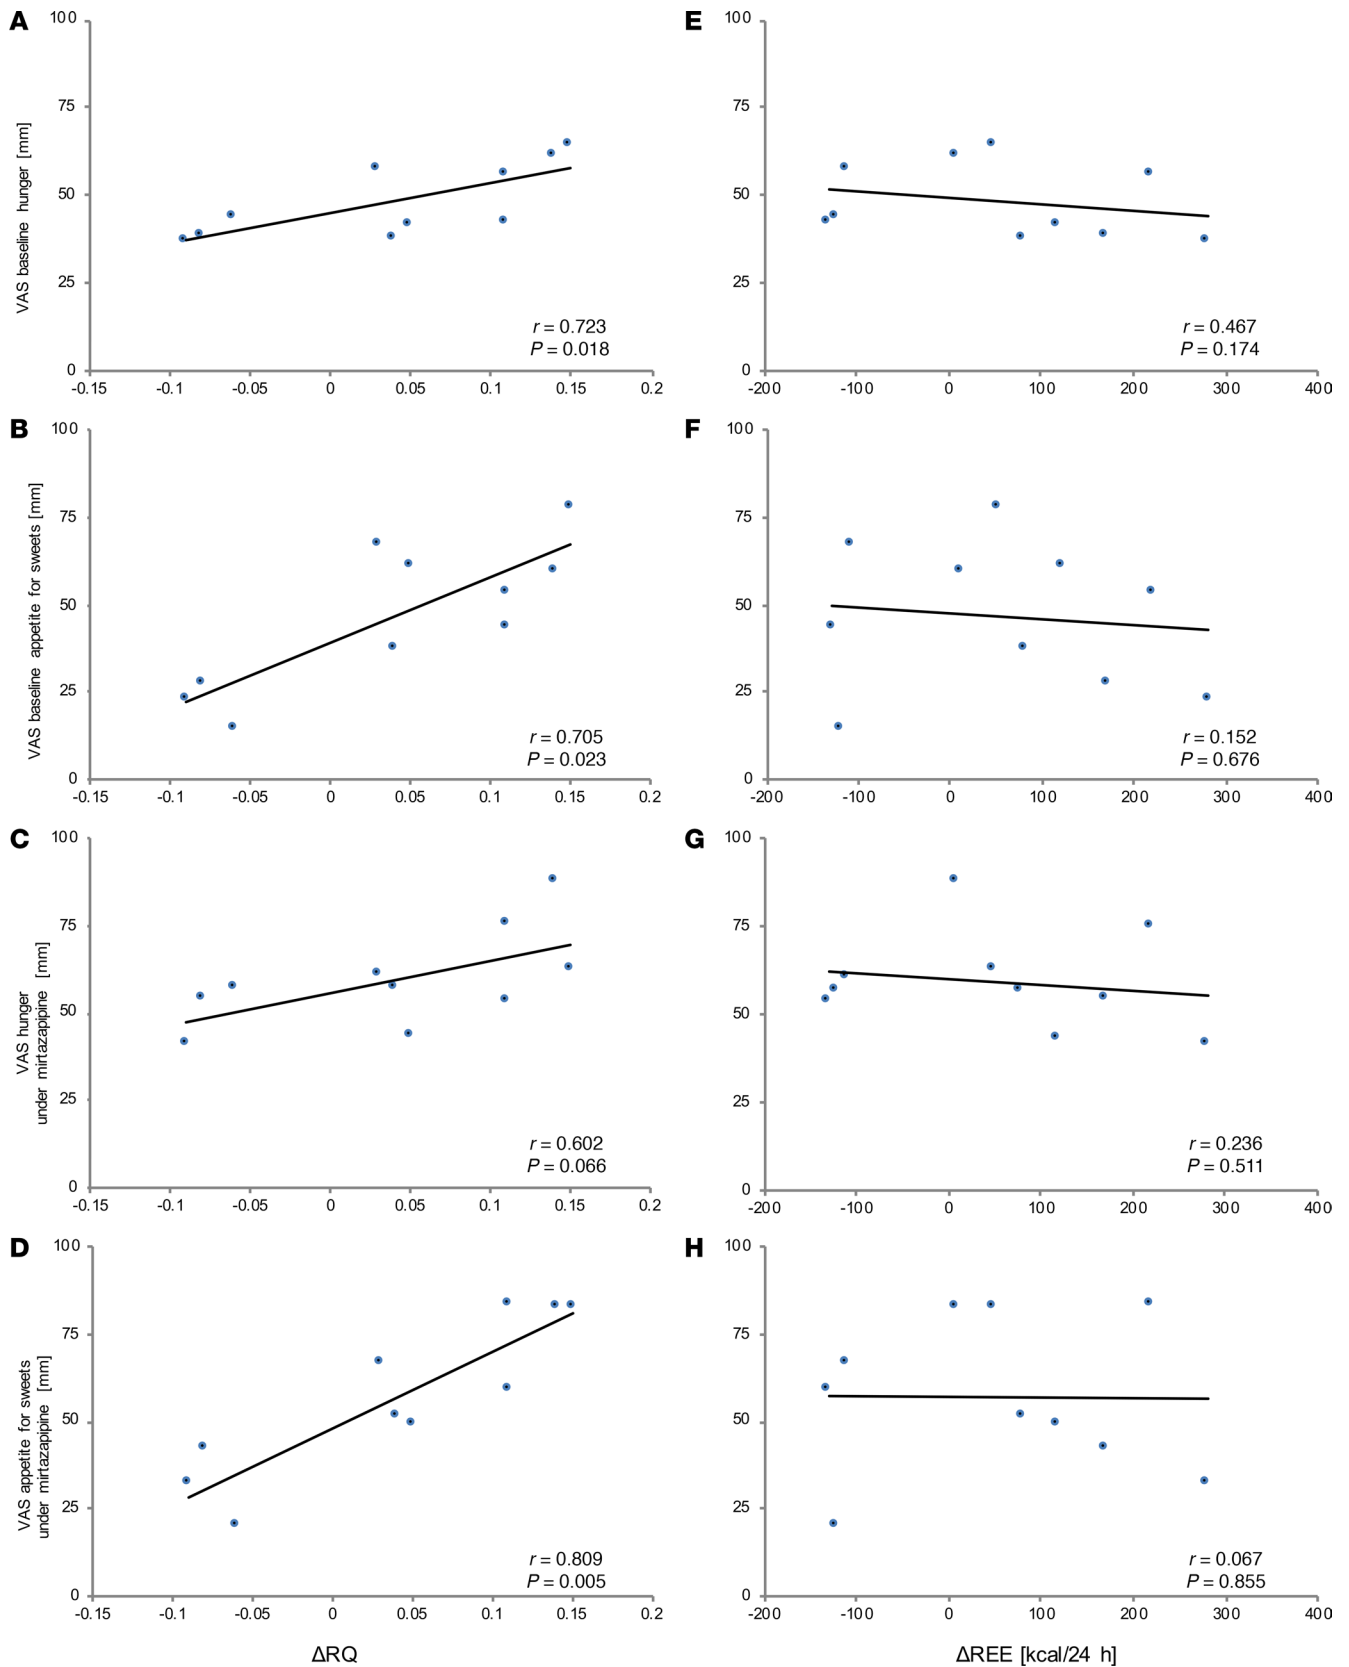 A
VAS baseline hunger [mm]
100
75
50
25
0
-0.15 -0.1 -0.05 0 0.05 0.1 0.15 0.2
r = 0.723
P = 0.018
E
100
75
50
25
0
-200 -100 0 100 200 300 400
r = 0.467
P = 0.174
B
VAS baseline appetite for sweets [mm]
100
75
50
25
0
-0.15 -0.1 -0.05 0 0.05 0.1 0.15 0.2
r = 0.705
P = 0.023
F
100
75
50
25
0
-200 -100 0 100 200 300 400
r = 0.152
P = 0.676
C
VAS hunger
under mirtazapipine [mm]
100
75
50
25
0
-0.15 -0.1 -0.05 0 0.05 0.1 0.15 0.2
r = 0.602
P = 0.066
G
100
75
50
25
0
-200 -100 0 100 200 300 400
r = 0.236
P = 0.511
D
VAS appetite for sweets
under mirtazapipine [mm]
100
75
50
25
0
-0.15 -0.1 -0.05 0 0.05 0.1 0.15 0.2
r = 0.809
P = 0.005
ΔRQ
H
100
75
50
25
0
-200 -100 0 100 200 300 400
r = 0.067
P = 0.855
ΔREE [kcal/24 h]